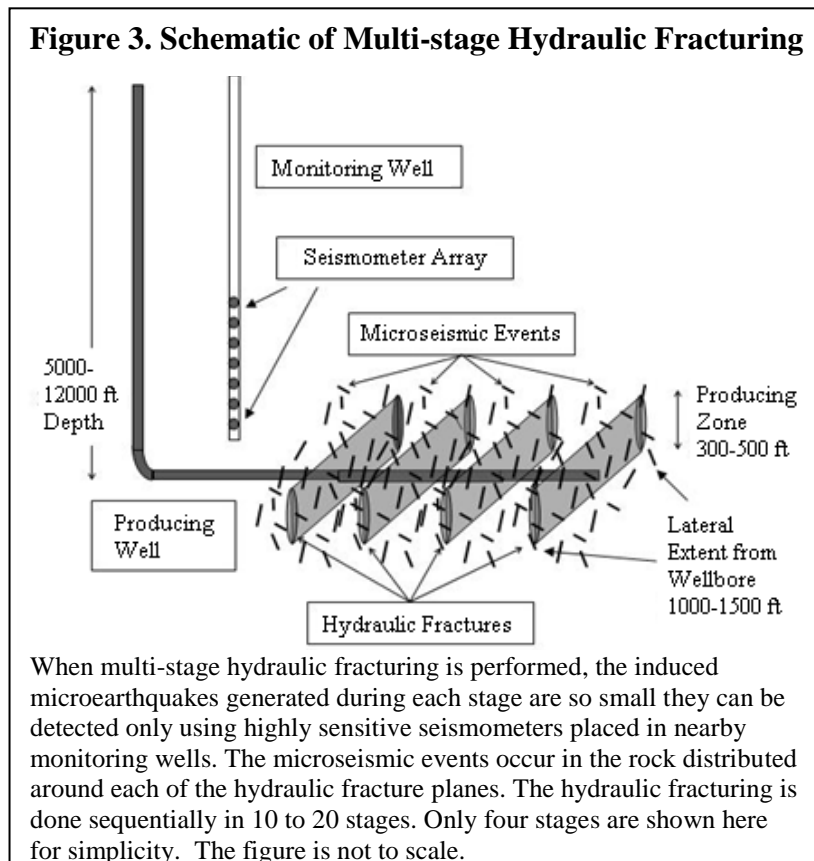 Figure 3. Schematic of Multi-stage Hydraulic Fracturing
Monitoring Well
Seismometer Array
Microseismic Events
5000-
12000 ft
Depth
Producing
Zone
300-500 ft
Producing
Well
Lateral
Extent from
Wellbore
1000-1500 ft
Hydraulic Fractures
When multi-stage hydraulic fracturing is performed, the induced
microearthquakes generated during each stage are so small they can be
detected only using highly sensitive seismometers placed in nearby
monitoring wells. The microseismic events occur in the rock distributed
around each of the hydraulic fracture planes. The hydraulic fracturing is
done sequentially in 10 to 20 stages. Only four stages are shown here
for simplicity.  The figure is not to scale.